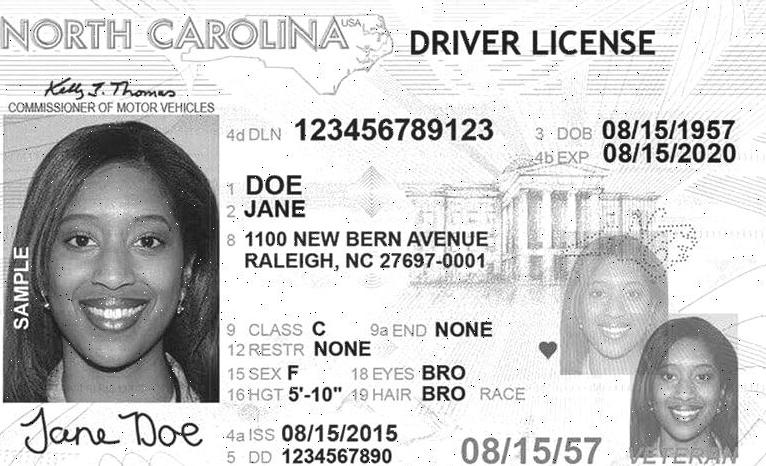 NORTH CAROLINA USA DRIVER LICENSE
Kelly J. Thomas
COMMISSIONER OF MOTOR VEHICLES
4d DLN 123456789123 3 DOB 08/15/1957
4b EXP 08/15/2020
1 DOE
2 JANE
8 1100 NEW BERN AVENUE
RALEIGH, NC 27697-0001
SAMPLE
9 CLASS C 9a END NONE
12 RESTR NONE
15 SEX F 18 EYES BRO
16 HGT 5'-10" 19 HAIR BRO RACE
Jane Doe
4a ISS 08/15/2015
5 DD 1234567890
08/15/57
VETERAN